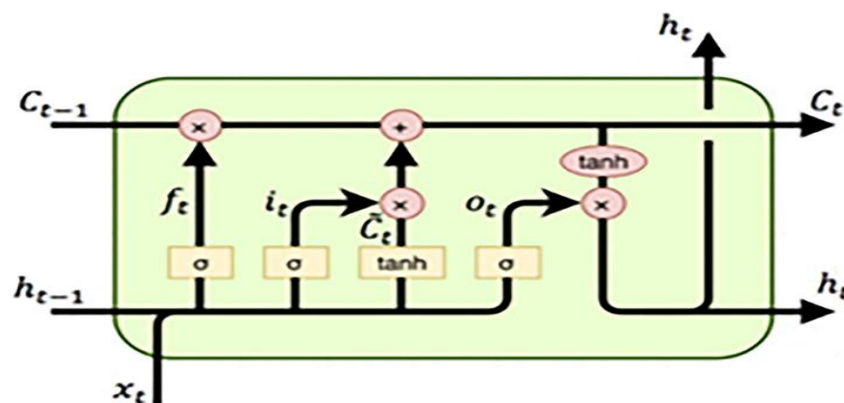 h_t
C_{t-1} × + C_t
tanh
f_t i_t × o_t ×
C̃_t
σ σ tanh σ
h_{t-1} h_t
x_t